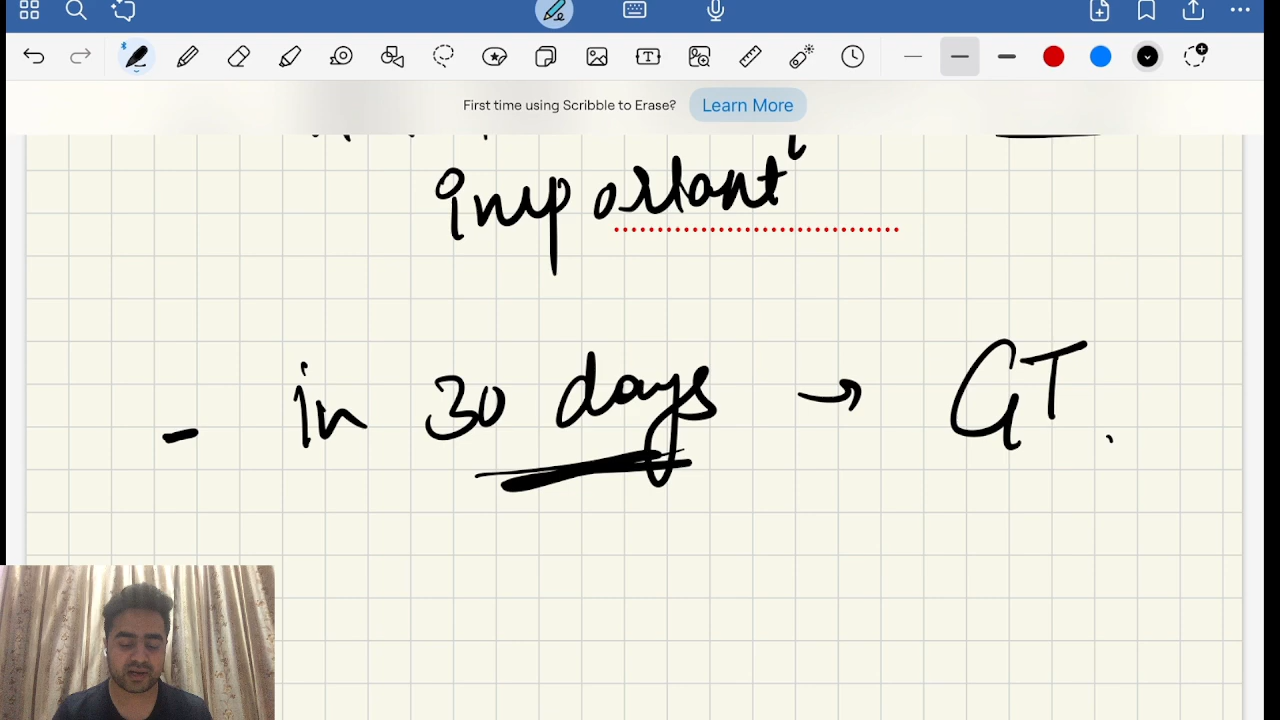 First time using Scribble to Erase? Learn More
important
- in 30 days → GT.